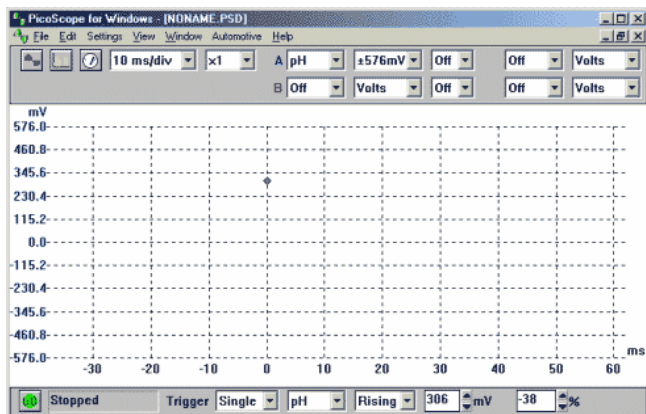 PicoScope for Windows - [NONAME.PSD]
File Edit Settings View Window Automotive Help
10 ms/div ×1 A pH ±576mV Off Off Volts
B Off Volts Off Off Volts
mV
576.0
460.8
345.6
230.4
115.2
0.0
-115.2
-230.4
-345.6
-460.8
-576.0
ms
-30 -20 -10 0 10 20 30 40 50 60
GO Stopped Trigger Single pH Rising 306 mV -38 %